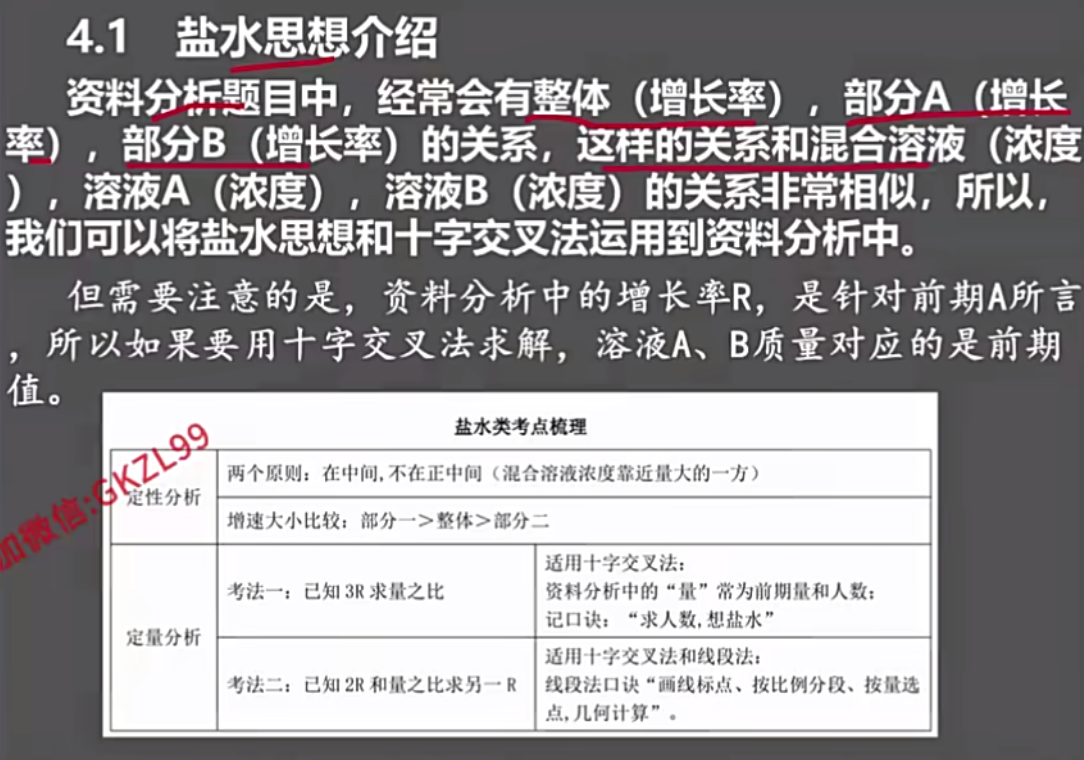 4.1 盐水思想介绍
资料分析题目中，经常会有整体（增长率），部分A（增长
率），部分B（增长率）的关系，这样的关系和混合溶液（浓度
），溶液A（浓度），溶液B（浓度）的关系非常相似，所以，
我们可以将盐水思想和十字交叉法运用到资料分析中。
但需要注意的是，资料分析中的增长率R，是针对前期A所言
，所以如果要用十字交叉法求解，溶液A、B质量对应的是前期
值。
盐水类考点梳理
加微信:GKZL99
定性分析
两个原则：在中间,不在正中间（混合溶液浓度靠近量大的一方）
增速大小比较：部分一＞整体＞部分二
定量分析
考法一：已知 3R 求量之比
适用十字交叉法：
资料分析中的“量”常为前期量和人数；
记口诀：“求人数,想盐水”
考法二：已知 2R 和量之比求另一 R
适用十字交叉法和线段法：
线段法口诀“画线标点、按比例分段、按量选
点,几何计算”。